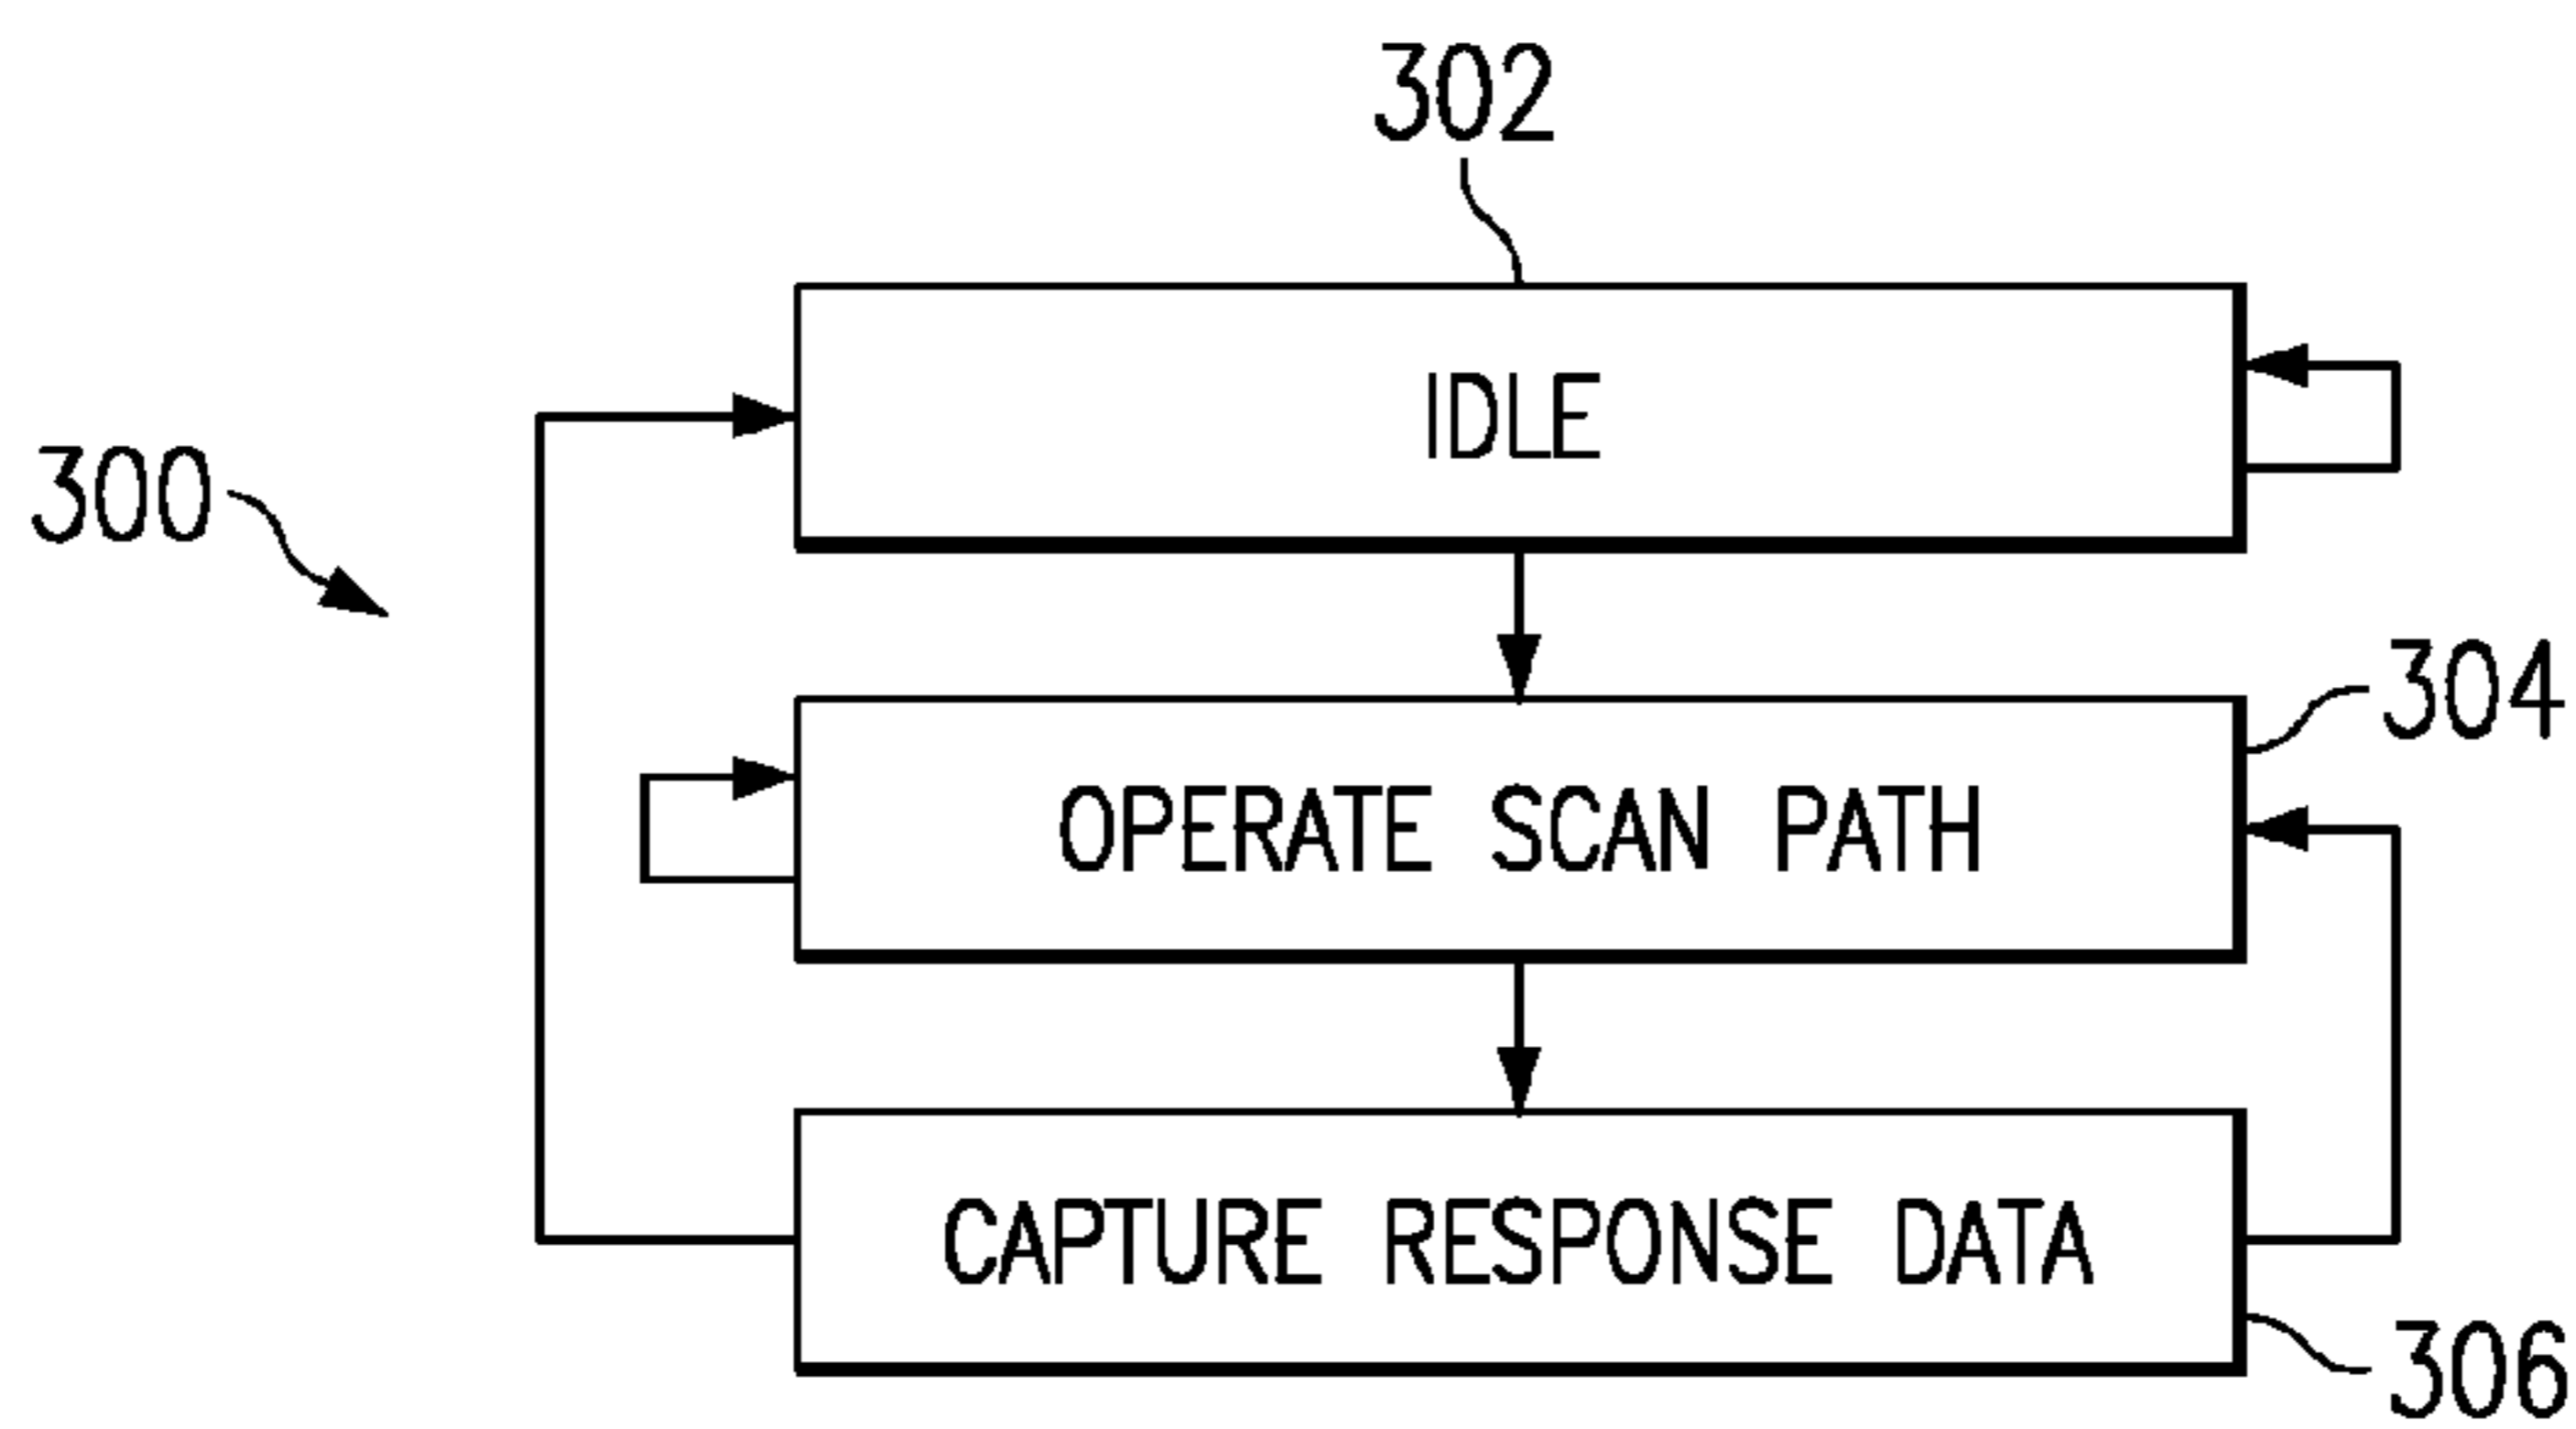 302
IDLE
300
304
OPERATE SCAN PATH
CAPTURE RESPONSE DATA
306